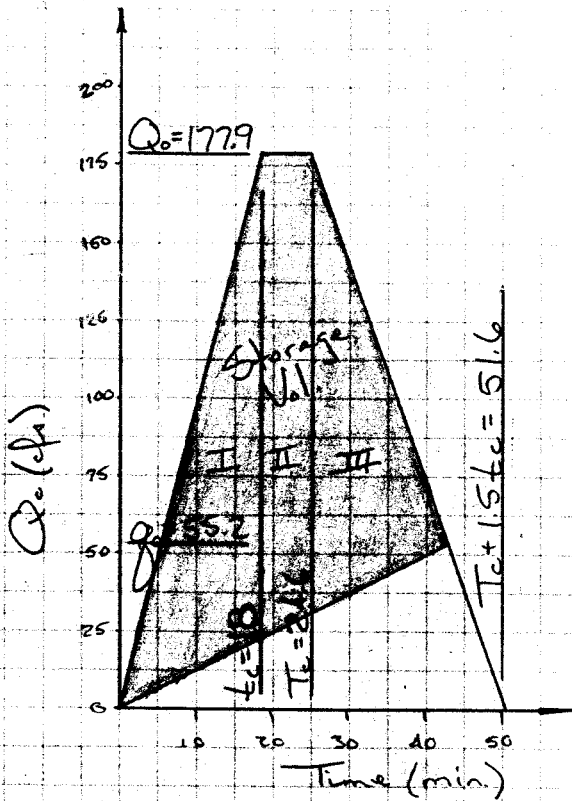 200
Qo=177.9
175
150
125
100
75
50
25
0
Qo (cfs)
Storage
Vol.
I II III
qo=55.2
tc=18
Tc=24.6
Tc+1.5tc=51.6
10 20 30 40 50
Time (min.)